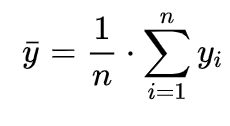 ȳ = 1/n · ∑_{i=1}^{n} y_i